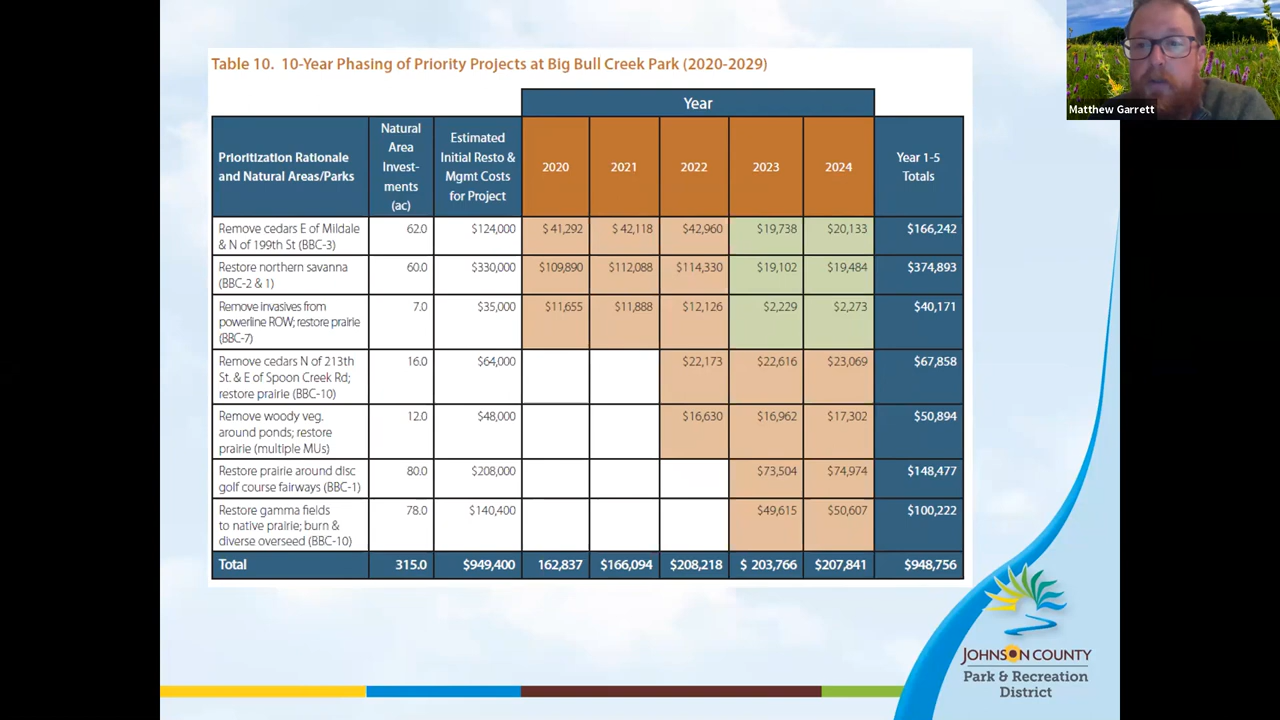 Matthew Garrett
Table 10. 10-Year Phasing of Priority Projects at Big Bull Creek Park (2020-2029)
Year
Prioritization Rationale
and Natural Areas/Parks
Natural
Area
Invest-
ments
(ac)
Estimated
Initial Resto &
Mgmt Costs
for Project
2020
2021
2022
2023
2024
Year 1-5
Totals
Remove cedars E of Mildale
& N of 199th St (BBC-3)
62.0
$124,000
$ 41,292
$ 42,118
$42,960
$19,738
$20,133
$166,242
Restore northern savanna
(BBC-2 & 1)
60.0
$330,000
$109,890
$112,088
$114,330
$19,102
$19,484
$374,893
Remove invasives from
powerline ROW; restore prairie
(BBC-7)
7.0
$35,000
$11,655
$11,888
$12,126
$2,229
$2,273
$40,171
Remove cedars N of 213th
St. & E of Spoon Creek Rd;
restore prairie (BBC-10)
16.0
$64,000
$22,173
$22,616
$23,069
$67,858
Remove woody veg.
around ponds; restore
prairie (multiple MUs)
12.0
$48,000
$16,630
$16,962
$17,302
$50,894
Restore prairie around disc
golf course fairways (BBC-1)
80.0
$208,000
$73,504
$74,974
$148,477
Restore gamma fields
to native prairie; burn &
diverse overseed (BBC-10)
78.0
$140,400
$49,615
$50,607
$100,222
Total
315.0
$949,400
162,837
$166,094
$208,218
$ 203,766
$207,841
$948,756
JOHNSON COUNTY
Park & Recreation
District